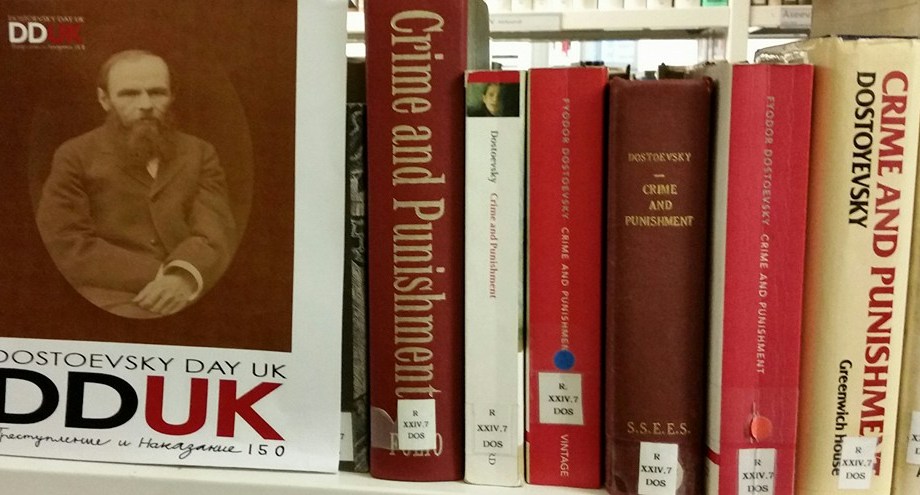 DOSTOEVSKY DAY UK
DDUK
DOSTOEVSKY DAY UK
DDUK
Преступление и Наказание 150
Crime and Punishment
FOLIO
R
XXIV.7
DOS
Dostoevsky Crime and Punishment
R
XXIV.7
DOS
FYODOR DOSTOEVSKY CRIME AND PUNISHMEN
R.
XXIV.7
DOS
VINTAGE
DOSTOEVSKY
CRIME
AND
PUNISHMENT
S.S.E.E.S.
R
XXIV.7
DOS
FYODOR DOSTOEVSKY CRIME AND PUNISHMENT
R
XXIV.7
DOS
CRIME AND PUNISHMENT
DOSTOYEVSKY
Greenwich house
R
XXIV.7
DOS